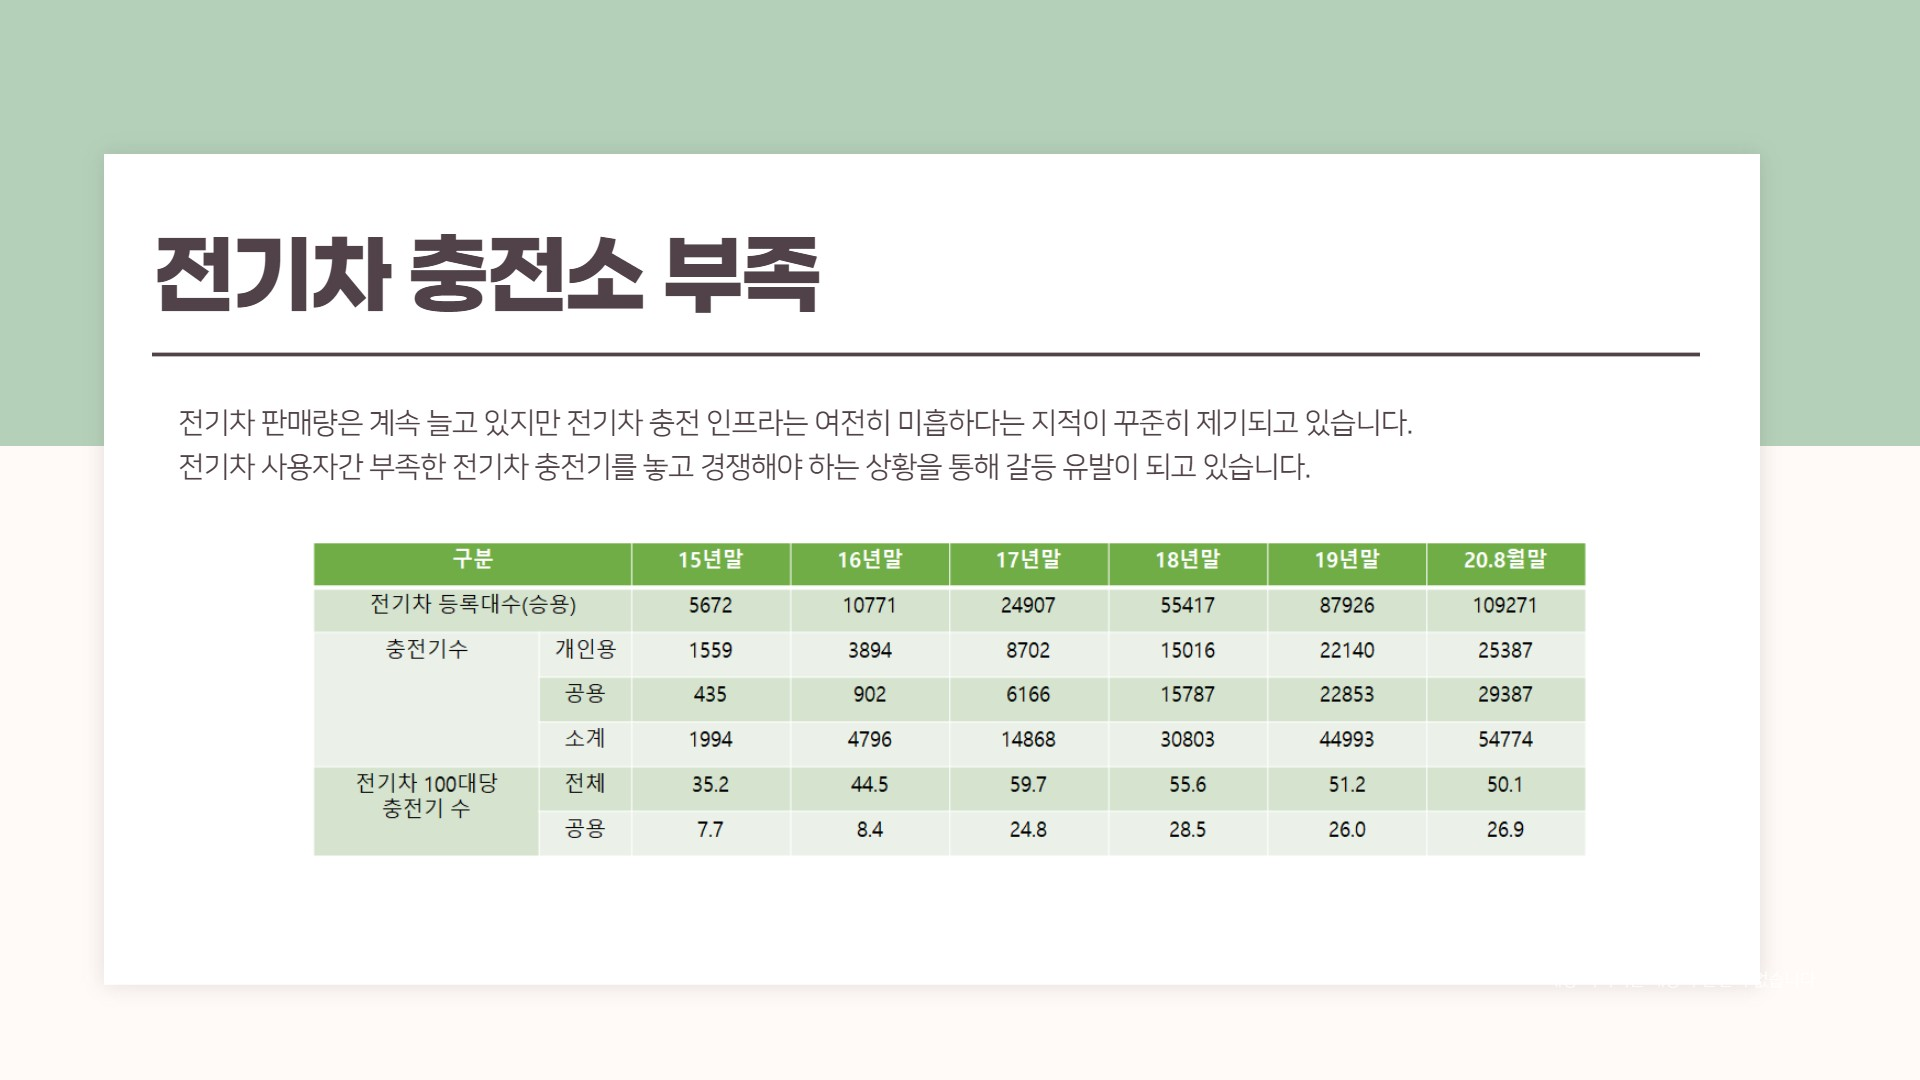 전기차 충전소 부족
전기차 판매량은 계속 늘고 있지만 전기차 충전 인프라는 여전히 미흡하다는 지적이 꾸준히 제기되고 있습니다.
전기차 사용자간 부족한 전기차 충전기를 놓고 경쟁해야 하는 상황을 통해 갈등 유발이 되고 있습니다.
구분 15년말 16년말 17년말 18년말 19년말 20.8월말
전기차 등록대수(승용) 5672 10771 24907 55417 87926 109271
충전기수 개인용 1559 3894 8702 15016 22140 25387
공용 435 902 6166 15787 22853 29387
소계 1994 4796 14868 30803 44993 54774
전기차 100대당 전체 35.2 44.5 59.7 55.6 51.2 50.1
충전기 수
공용 7.7 8.4 24.8 28.5 26.0 26.9